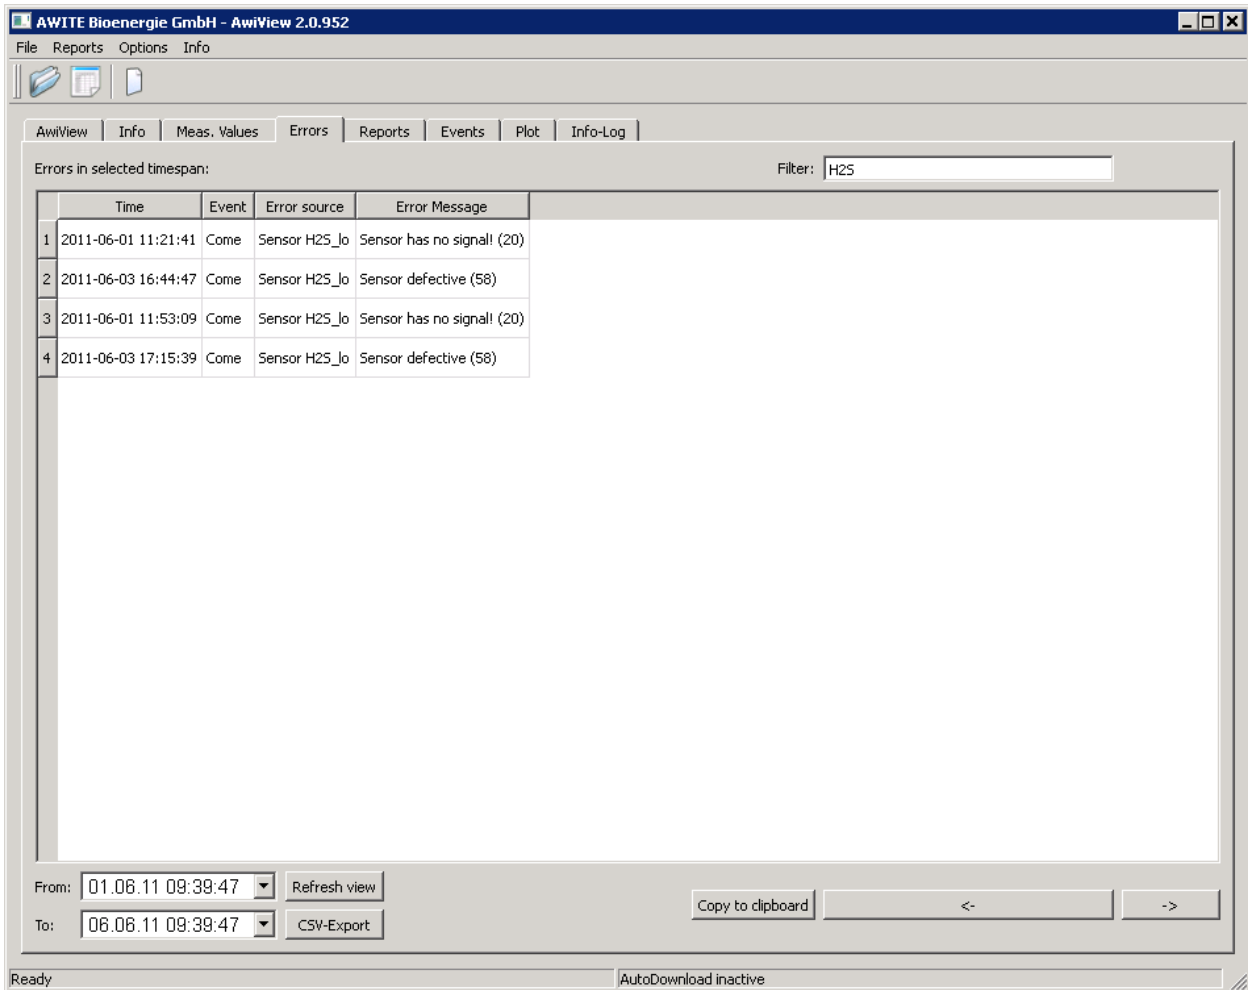 AWITE Bioenergie GmbH - AwiView 2.0.952
File Reports Options Info
AwiView Info Meas. Values Errors Reports Events Plot Info-Log
Errors in selected timespan: Filter: H2S
Time Event Error source Error Message
1 2011-06-01 11:21:41 Come Sensor H2S_lo Sensor has no signal! (20)
2 2011-06-03 16:44:47 Come Sensor H2S_lo Sensor defective (58)
3 2011-06-01 11:53:09 Come Sensor H2S_lo Sensor has no signal! (20)
4 2011-06-03 17:15:39 Come Sensor H2S_lo Sensor defective (58)
From: 01.06.11 09:39:47 Refresh view
Copy to clipboard <- ->
To: 06.06.11 09:39:47 CSV-Export
Ready AutoDownload inactive